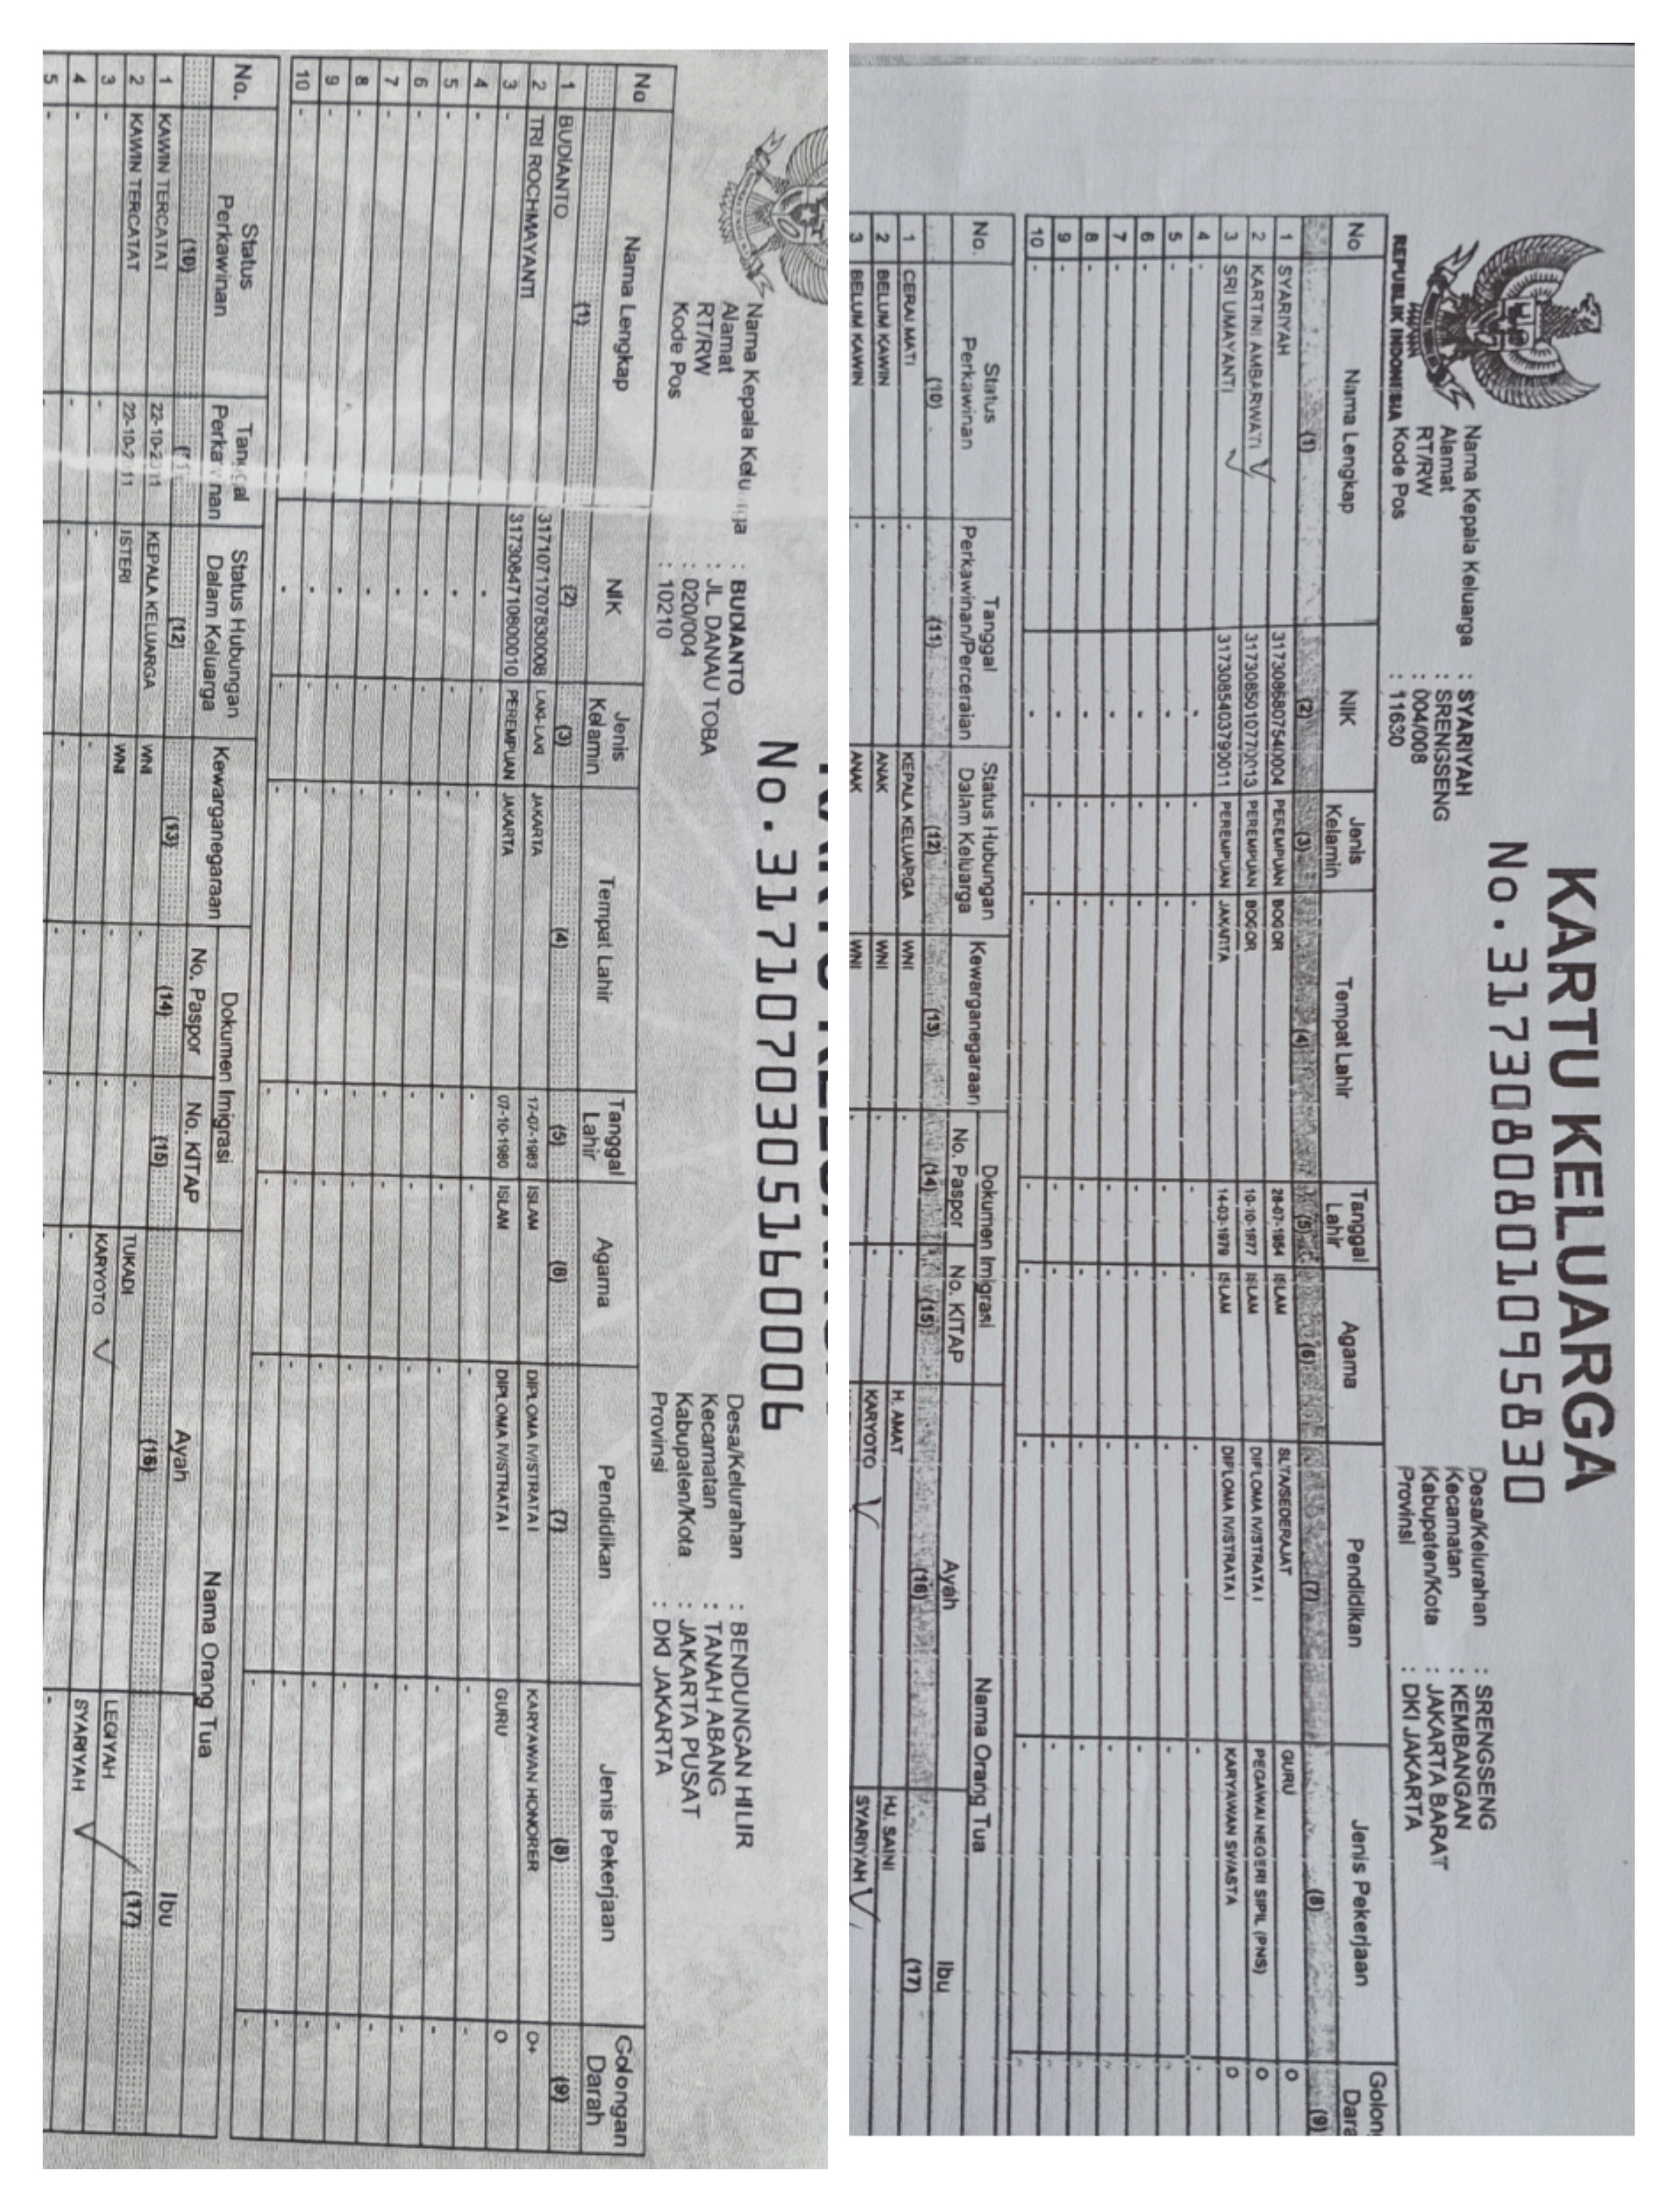 KARTU KELUARGA
No. 3173080801095830
REPUBLIK INDONESIA
Nama Kepala Keluarga : SYARIYAH
Alamat : SRENGSENG
RT/RW : 004/008
Kode Pos : 11630
Desa/Kelurahan : SRENGSENG
Kecamatan : KEMBANGAN
Kabupaten/Kota : JAKARTA BARAT
Provinsi : DKI JAKARTA
No Nama Lengkap NIK Jenis Kelamin Tempat Lahir Tanggal Lahir Agama Pendidikan Jenis Pekerjaan Golon Dara
(1) (2) (3) (4) (5) (6) (7) (8) (9)
1 SYARIYAH 3173086807540004 PEREMPUAN BOGOR 28-07-1954 ISLAM SLTA/SEDERAJAT GURU O
2 KARTINI AMBARWATI 3173085010770013 PEREMPUAN BOGOR 10-10-1977 ISLAM DIPLOMA IV/STRATA I PEGAWAI NEGERI SIPIL (PNS) O
3 SRI UMAYANTI 3173085403790011 PEREMPUAN JAKARTA 14-03-1979 ISLAM DIPLOMA IV/STRATA I KARYAWAN SWASTA O
4 - - - - - - - -
5 - - - - - - - -
6 - - - - - - - -
7 - - - - - - - -
8 - - - - - - - -
9 - - - - - - - -
10 - - - - - - - -
No. Status Perkawinan Tanggal Perkawinan/Perceraian Status Hubungan Dalam Keluarga Kewarganegaraan Dokumen Imigrasi Nama Orang Tua
No. Paspor No. KITAP Ayah Ibu
(10) (11) (12) (13) (14) (15) (16) (17)
1 CERAI MATI - KEPALA KELUARGA WNI - - H. AMAT HJ. SAINI
2 BELUM KAWIN - ANAK WNI - - KARYOTO SYARIYAH
3 BELUM KAWIN - ANAK WNI
No. 3171070305160006
Nama Kepala Keluarga : BUDIANTO
Alamat : JL. DANAU TOBA
RT/RW : 020/004
Kode Pos : 10210
Desa/Kelurahan : BENDUNGAN HILIR
Kecamatan : TANAH ABANG
Kabupaten/Kota : JAKARTA PUSAT
Provinsi : DKI JAKARTA
No Nama Lengkap NIK Jenis Kelamin Tempat Lahir Tanggal Lahir Agama Pendidikan Jenis Pekerjaan Golongan Darah
(1) (2) (3) (4) (5) (6) (7) (8) (9)
1 BUDIANTO 3171071707830008 LAKI-LAKI JAKARTA 17-07-1983 ISLAM DIPLOMA IV/STRATA I KARYAWAN HONORER O+
2 TRI ROCHMAYANTI 3173084710800010 PEREMPUAN JAKARTA 07-10-1980 ISLAM DIPLOMA IV/STRATA I GURU O
3 - - - - - - - -
4 - - - - - - - -
5 - - - - - - - -
6 - - - - - - - -
7 - - - - - - - -
8 - - - - - - - -
9 - - - - - - - -
10 - - - - - - - -
No. Status Perkawinan Tanggal Perkawinan Status Hubungan Dalam Keluarga Kewarganegaraan Dokumen Imigrasi Nama Orang Tua
No. Paspor No. KITAP Ayah Ibu
(10) (11) (12) (13) (14) (15) (16) (17)
1 KAWIN TERCATAT 22-10-2011 KEPALA KELUARGA WNI - - TUKADI LEGIYAH
2 KAWIN TERCATAT 22-10-2011 ISTERI WNI - - KARYOTO SYARIYAH
3 - - - - - - - -
4 - - - - - -
5 -